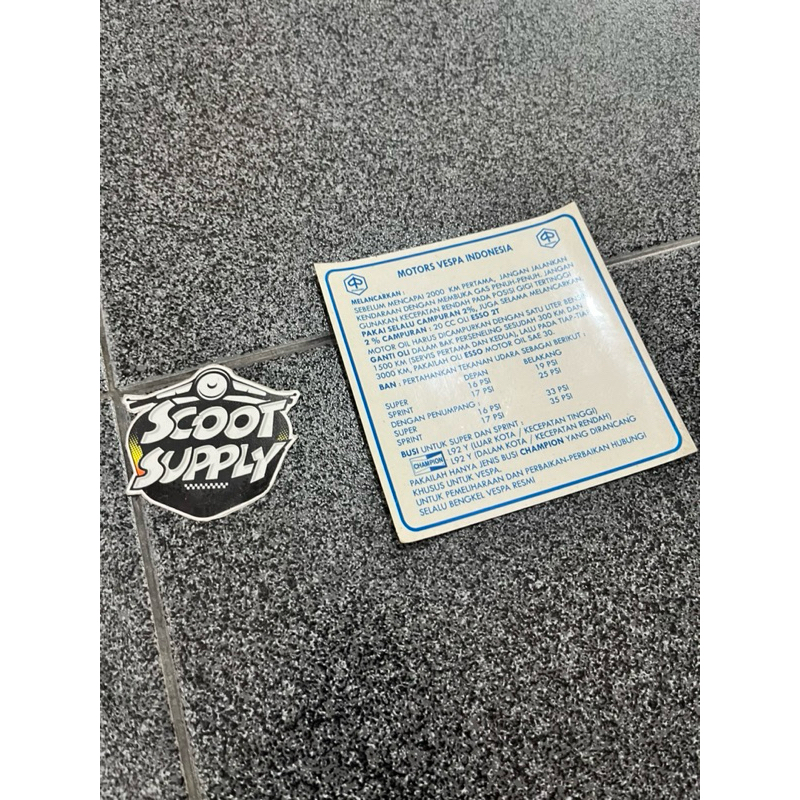 MOTORS VESPA INDONESIA
MELANCARKAN :
SEBELUM MENCAPAI 2000 KM PERTAMA, JANGAN JALANKAN
KENDARAAN DENGAN MEMBUKA GAS PENUH-PENUH. JANGAN
GUNAKAN KECEPATAN RENDAH PADA POSISI GIGI TERTINGGI
PAKAI SELALU CAMPURAN 2%, JUGA SELAMA MELANCARKAN.
2 % CAMPURAN : 20 CC OLI ESSO 2T
MOTOR OIL HARUS DICAMPURKAN DENGAN SATU LITER BENSIN
GANTI OLI DALAM BAK PERSENELING SESUDAH 300 KM DAN
1500 KM (SERVIS PERTAMA DAN KEDUA), LALU PADA TIAP-TIAP
3000 KM, PAKAILAH OLI ESSO MOTOR OIL SAE 30.
BAN : PERTAHANKAN TEKANAN UDARA SEBAGAI BERIKUT :
DEPAN BELAKANG
SUPER 16 PSI 19 PSI
SPRINT 17 PSI 25 PSI
DENGAN PENUMPANG :
SUPER 16 PSI 33 PSI
SPRINT 17 PSI 35 PSI
BUSI UNTUK SUPER DAN SPRINT :
CHAMPION L92 Y (LUAR KOTA / KECEPATAN TINGGI)
L92 Y (DALAM KOTA / KECEPATAN RENDAH)
PAKAILAH HANYA JENIS BUSI CHAMPION YANG DIRANCANG
KHUSUS UNTUK VESPA.
UNTUK PEMELIHARAAN DAN PERBAIKAN-PERBAIKAN HUBUNGI
SELALU BENGKEL VESPA RESMI
SCOOT
SUPPLY